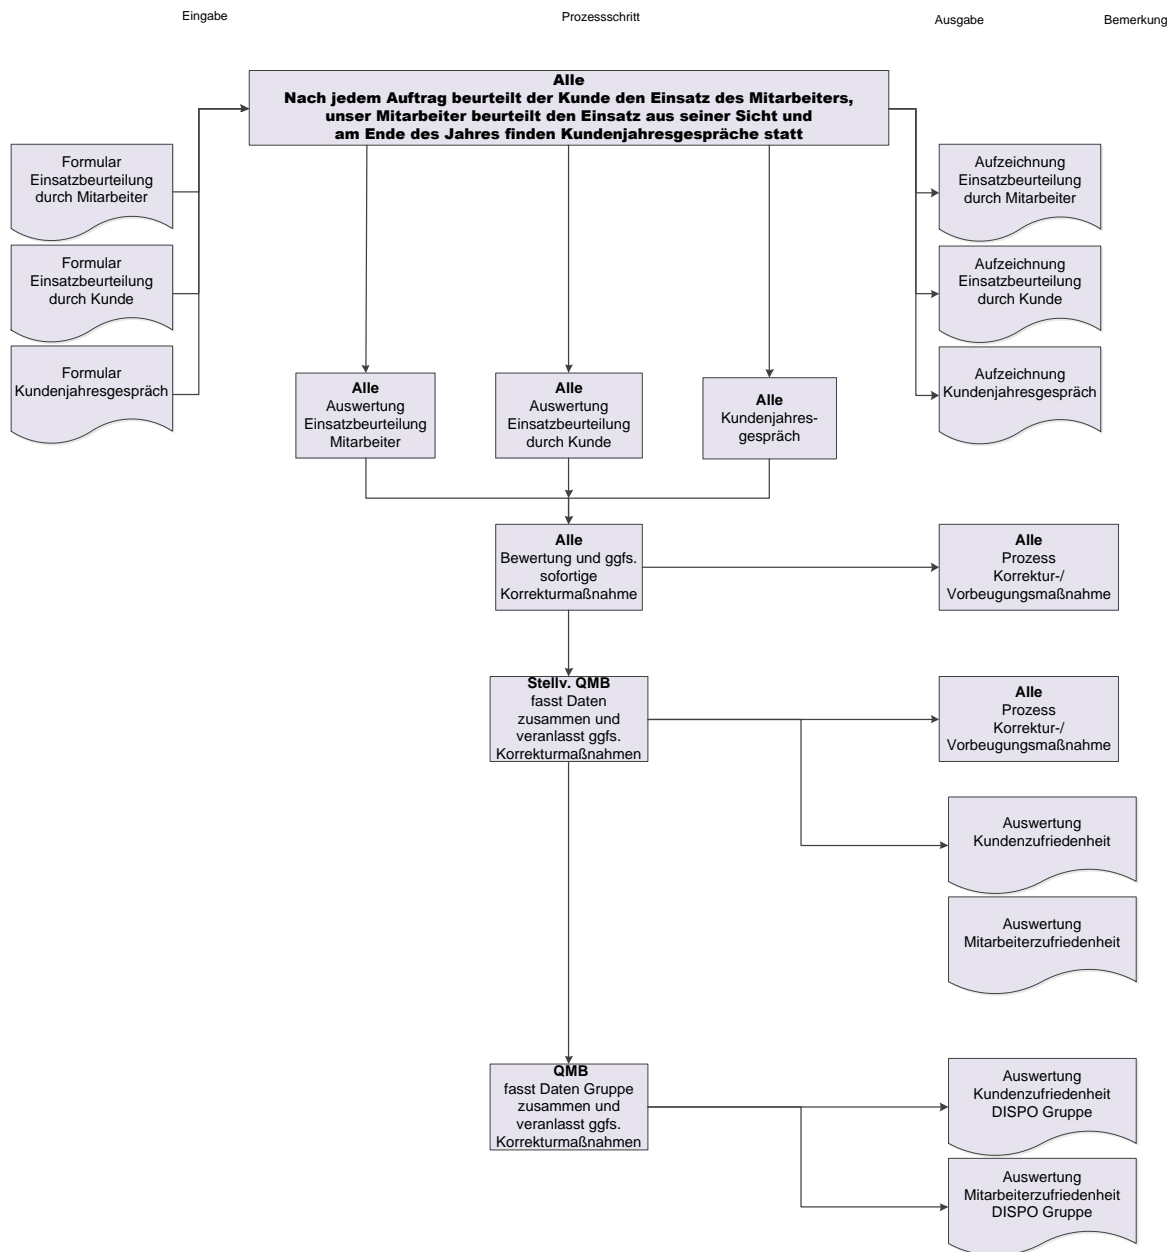 Eingabe
Prozessschritt
Ausgabe
Bemerkung
Alle
Nach jedem Auftrag beurteilt der Kunde den Einsatz des Mitarbeiters,
unser Mitarbeiter beurteilt den Einsatz aus seiner Sicht und
am Ende des Jahres finden Kundenjahresgespräche statt
Formular
Einsatzbeurteilung
durch Mitarbeiter
Formular
Einsatzbeurteilung
durch Kunde
Formular
Kundenjahresgespräch
Aufzeichnung
Einsatzbeurteilung
durch Mitarbeiter
Aufzeichnung
Einsatzbeurteilung
durch Kunde
Aufzeichnung
Kundenjahresgespräch
Alle
Auswertung
Einsatzbeurteilung
Mitarbeiter
Alle
Auswertung
Einsatzbeurteilung
durch Kunde
Alle
Kundenjahres-
gespräch
Alle
Bewertung und ggfs.
sofortige
Korrekturmaßnahme
Alle
Prozess
Korrektur-/
Vorbeugungsmaßnahme
Stellv. QMB
fasst Daten
zusammen und
veranlasst ggfs.
Korrekturmaßnahmen
Alle
Prozess
Korrektur-/
Vorbeugungsmaßnahme
Auswertung
Kundenzufriedenheit
Auswertung
Mitarbeiterzufriedenheit
QMB
fasst Daten Gruppe
zusammen und
veranlasst ggfs.
Korrekturmaßnahmen
Auswertung
Kundenzufriedenheit
DISPO Gruppe
Auswertung
Mitarbeiterzufriedenheit
DISPO Gruppe